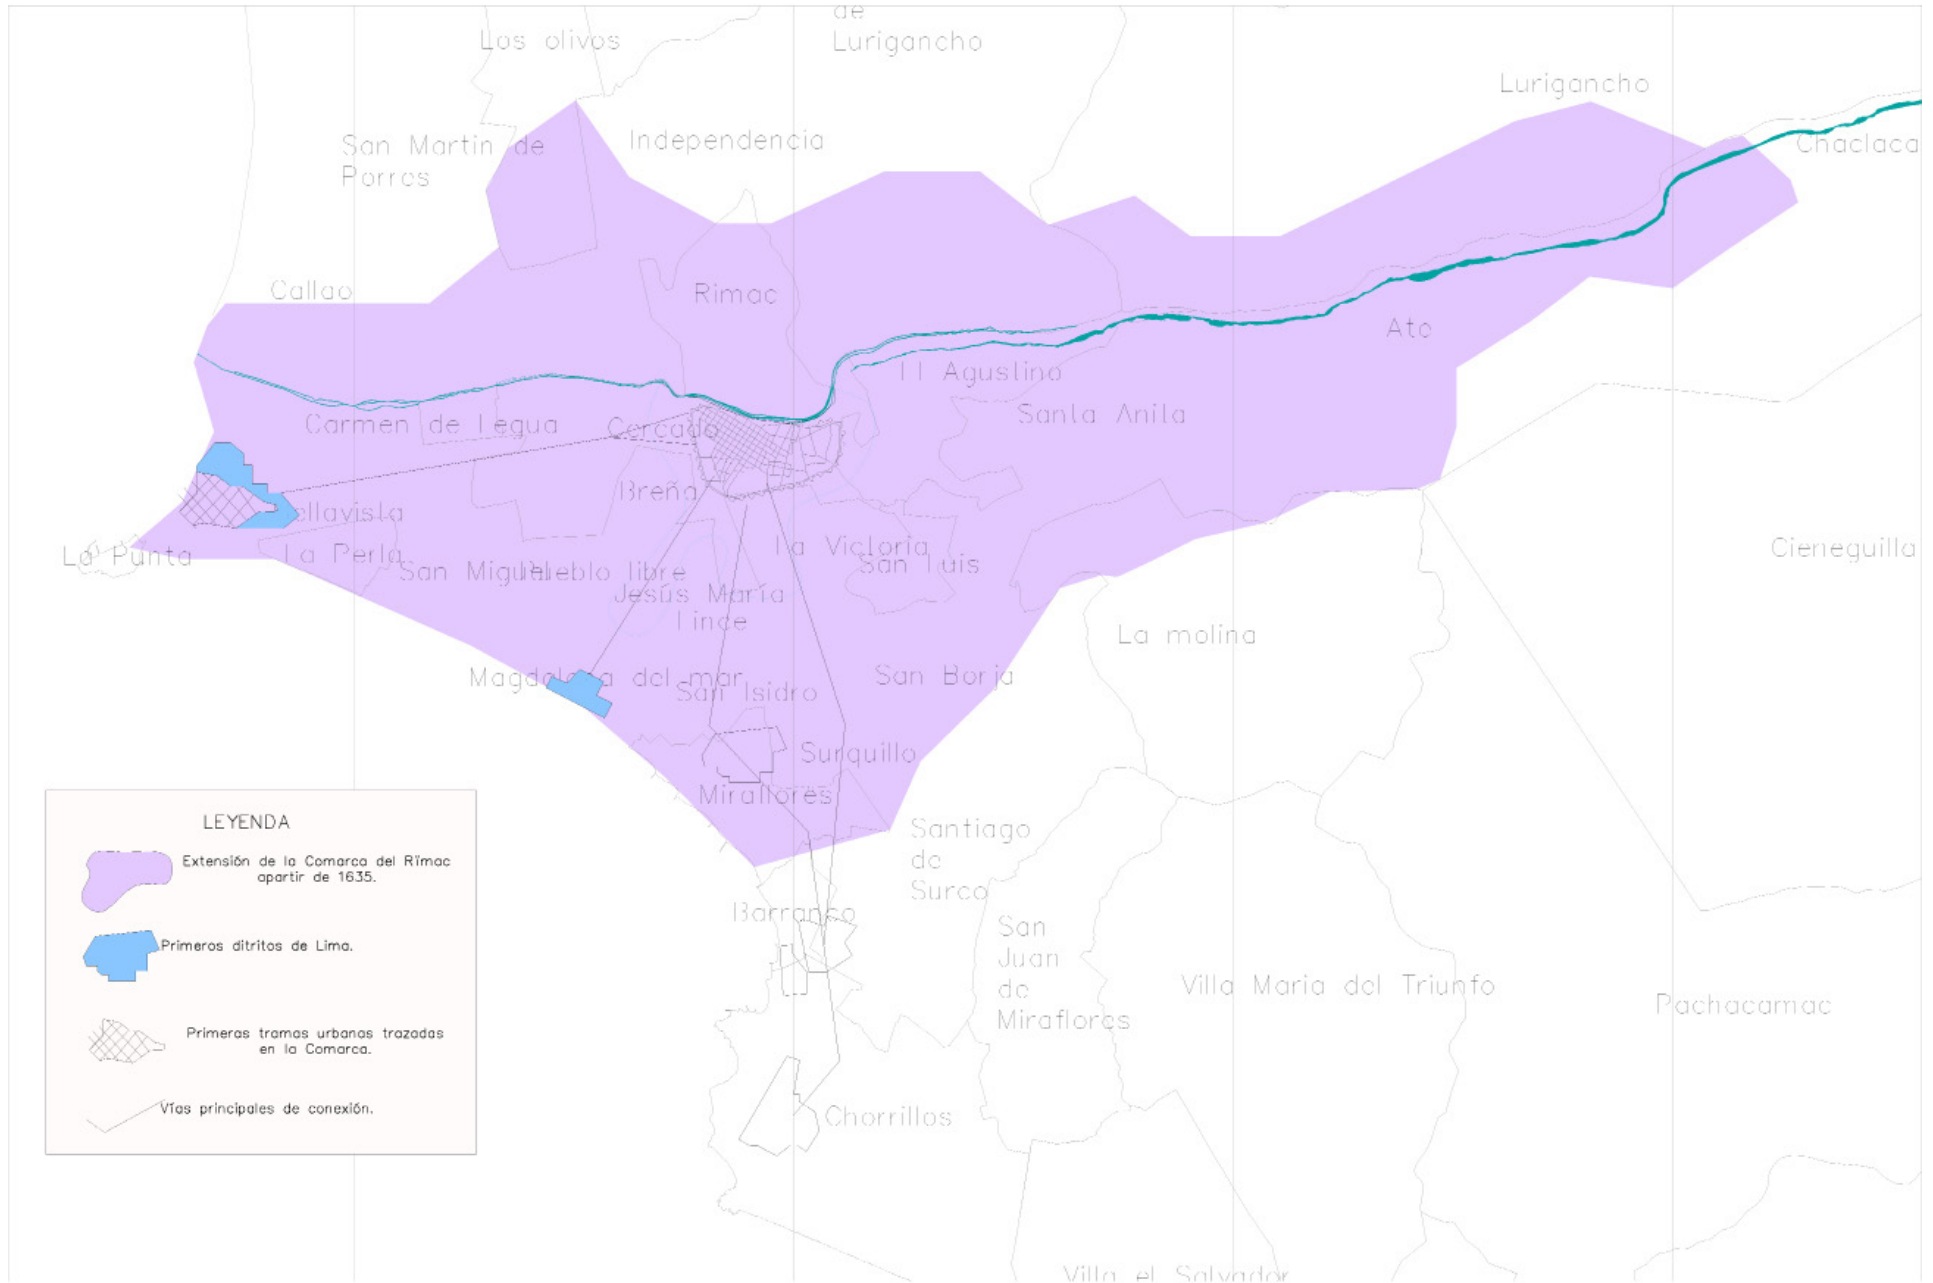 de
Lurigancho
Los olivos
Lurigancho
San Martin de
Porres
Independencia
Chaclaca
Callao
Rimac
Ate
El Agustino
Santa Anita
Carmen de Legua
Cercado
Breña
ellavista
La Punta
La Perla
San Miguel
Pueblo libre
La Victoria
San Luis
Cieneguilla
Jesús María
Lince
La molina
Magdalena del mar
San Isidro
San Borja
Surquillo
Miraflores
Santiago
de
Surco
Barranco
San
Juan
de
Miraflores
Villa Maria del Triunfo
Pachacamac
Chorrillos
Villa el Salvador
LEYENDA
Extensión de la Comarca del Rïmac
apartir de 1635.
Primeros ditritos de Lima.
Primeras tramas urbanas trazadas
en la Comarca.
Vías principales de conexión.